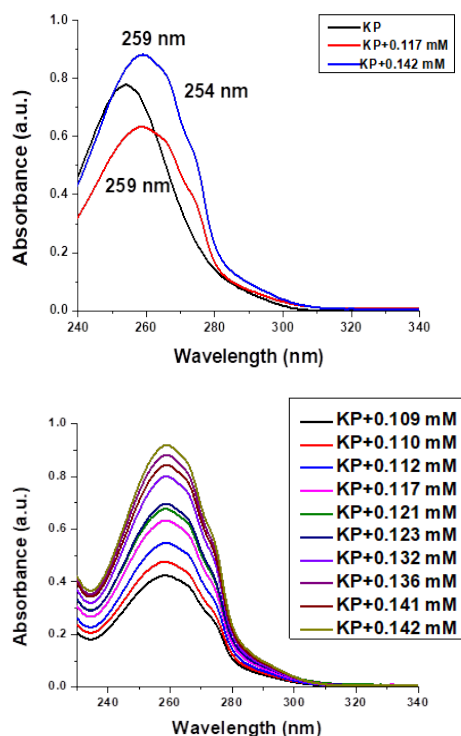 259 nm
254 nm
259 nm
KP
KP+0.117 mM
KP+0.142 mM
1.0
0.8
0.6
0.4
0.2
0.0
240
260
280
300
320
340
Absorbance (a.u.)
Wavelength (nm)
1.0
0.8
0.6
0.4
0.2
0.0
240
260
280
300
320
340
Absorbance (a.u.)
Wavelength (nm)
KP+0.109 mM
KP+0.110 mM
KP+0.112 mM
KP+0.117 mM
KP+0.121 mM
KP+0.123 mM
KP+0.132 mM
KP+0.136 mM
KP+0.141 mM
KP+0.142 mM